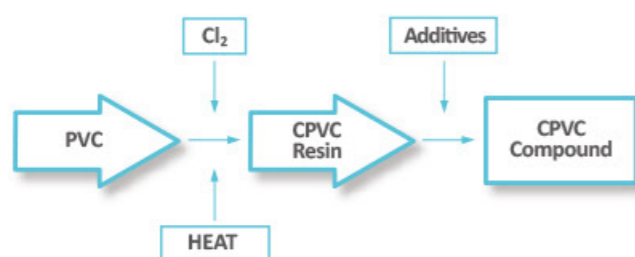 Cl₂
Additives
PVC
CPVC
Resin
CPVC
Compound
HEAT